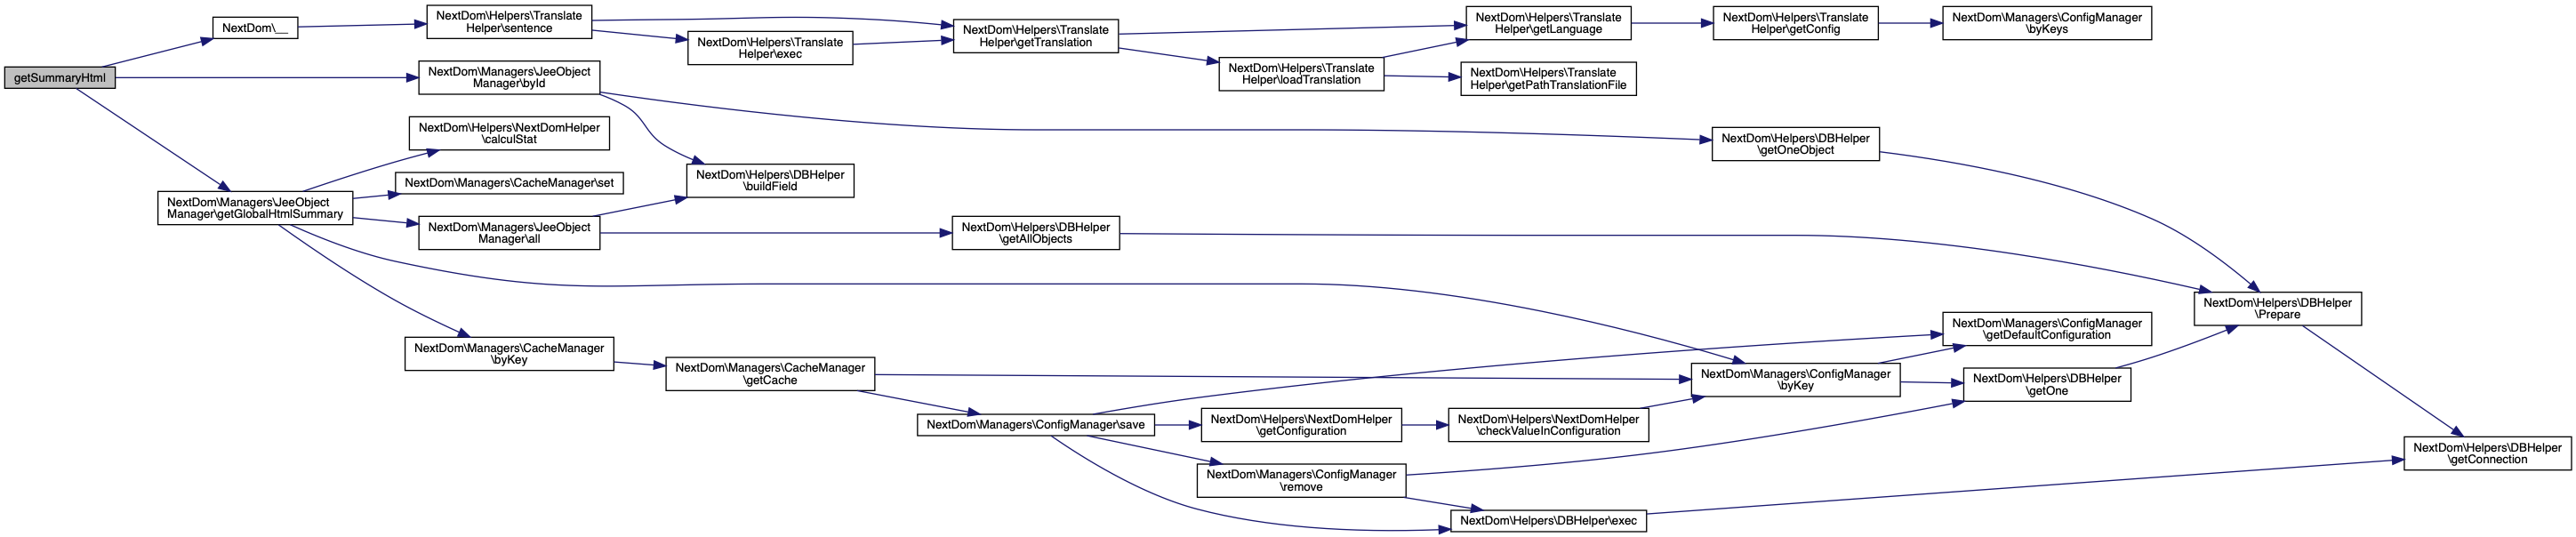 getSummaryHtml
NextDom\__
NextDom\Helpers\Translate
Helper\sentence
NextDom\Helpers\Translate
Helper\exec
NextDom\Helpers\Translate
Helper\getTranslation
NextDom\Helpers\Translate
Helper\getLanguage
NextDom\Helpers\Translate
Helper\getConfig
NextDom\Managers\ConfigManager
\byKeys
NextDom\Helpers\Translate
Helper\loadTranslation
NextDom\Helpers\Translate
Helper\getPathTranslationFile
NextDom\Managers\JeeObject
Manager\byId
NextDom\Helpers\NextDomHelper
\calculStat
NextDom\Helpers\DBHelper
\getOneObject
NextDom\Helpers\DBHelper
\buildField
NextDom\Managers\CacheManager\set
NextDom\Managers\JeeObject
Manager\getGlobalHtmlSummary
NextDom\Managers\JeeObject
Manager\all
NextDom\Helpers\DBHelper
\getAllObjects
NextDom\Helpers\DBHelper
\Prepare
NextDom\Managers\CacheManager
\byKey
NextDom\Managers\CacheManager
\getCache
NextDom\Managers\ConfigManager
\getDefaultConfiguration
NextDom\Managers\ConfigManager
\byKey
NextDom\Helpers\DBHelper
\getOne
NextDom\Managers\ConfigManager\save
NextDom\Helpers\NextDomHelper
\getConfiguration
NextDom\Helpers\NextDomHelper
\checkValueInConfiguration
NextDom\Helpers\DBHelper
\getConnection
NextDom\Managers\ConfigManager
\remove
NextDom\Helpers\DBHelper\exec